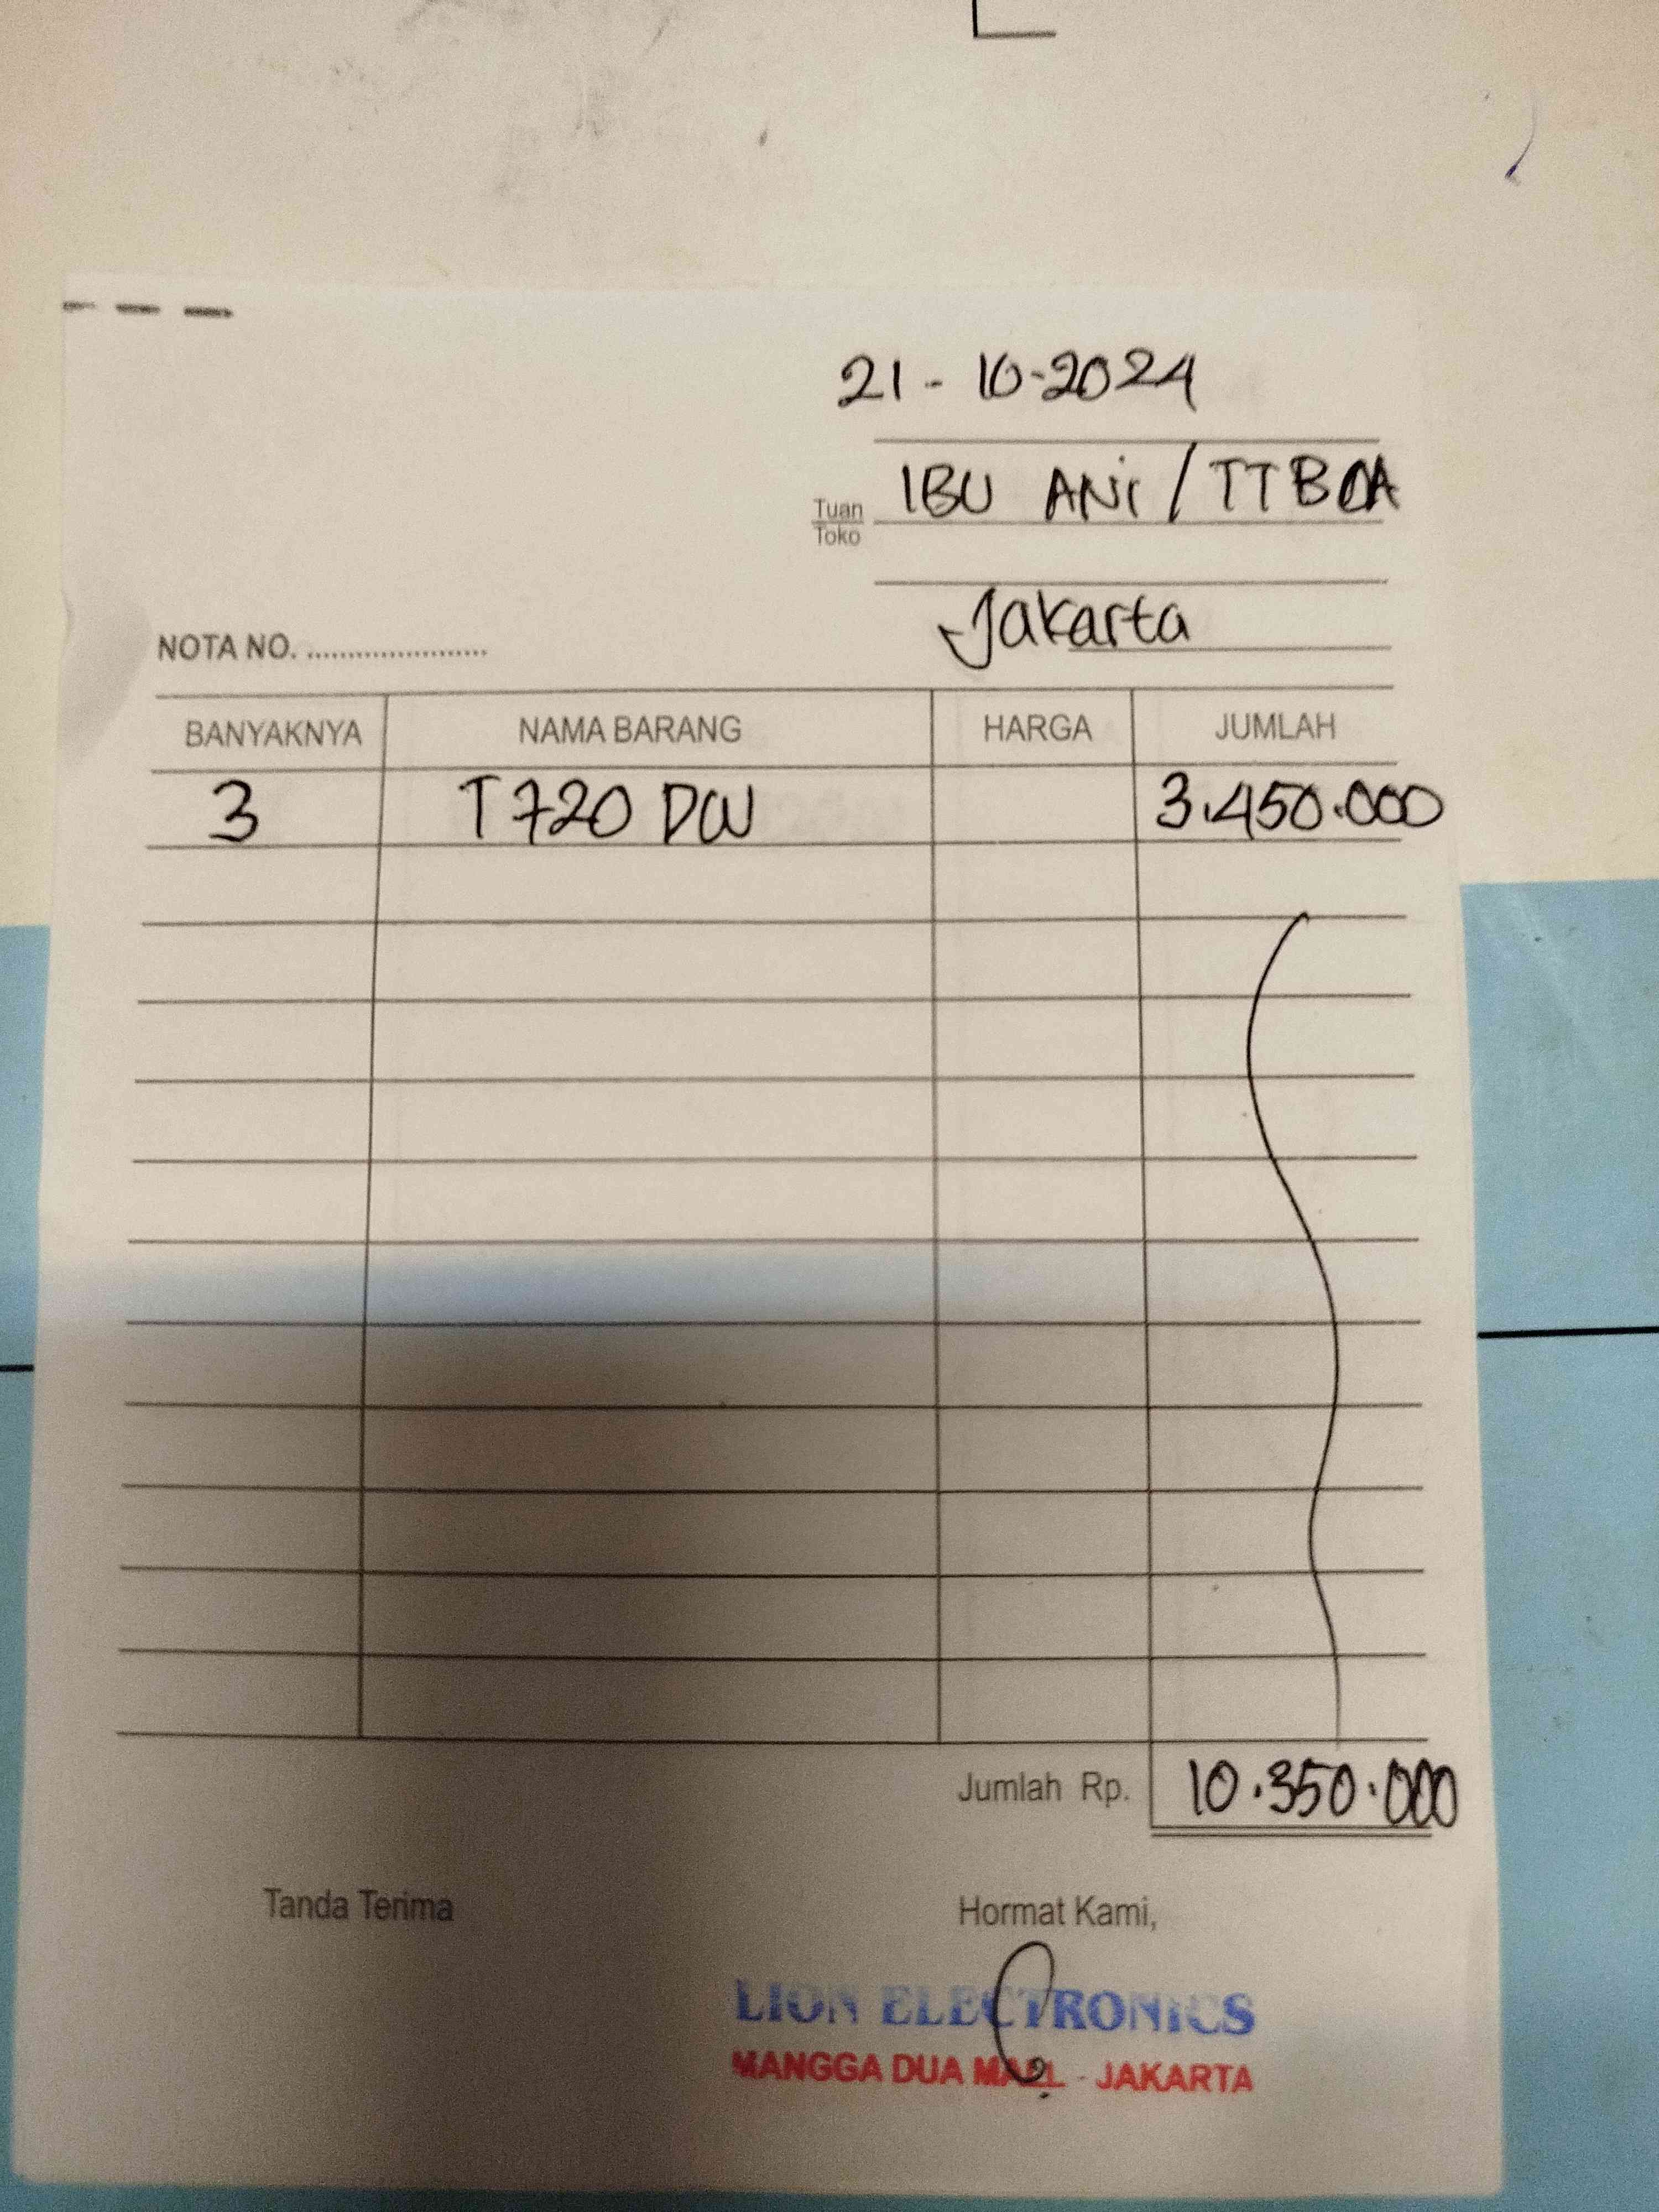 21-10-2024
Tuan
Toko
IBU ANi / TTBCA
Jakarta
NOTA NO. ......................
BANYAKNYA NAMA BARANG HARGA JUMLAH
3 T720 DW 3.450.000
Jumlah Rp. 10.350.000
Tanda Terima Hormat Kami,
LION ELECTRONICS
MANGGA DUA MALL - JAKARTA